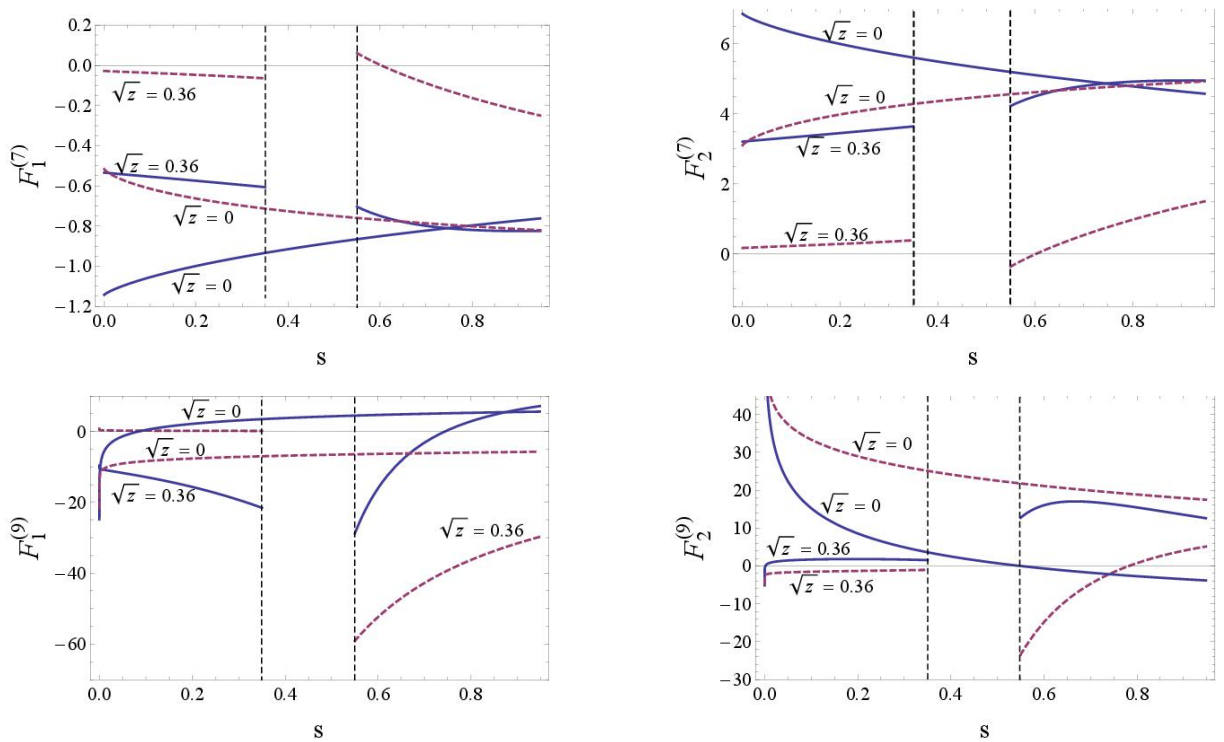 0.2
0.0
−0.2
−0.4
−0.6
−0.8
−1.0
−1.2
F₁⁽⁷⁾
√z = 0.36
√z = 0.36
√z = 0
√z = 0
0.0 0.2 0.4 0.6 0.8
s
6
4
2
0
F₂⁽⁷⁾
√z = 0
√z = 0
√z = 0.36
√z = 0.36
0.0 0.2 0.4 0.6 0.8
s
0
−20
−40
−60
F₁⁽⁹⁾
√z = 0
√z = 0
√z = 0.36
√z = 0.36
0.0 0.2 0.4 0.6 0.8
s
40
30
20
10
0
−10
−20
−30
F₂⁽⁹⁾
√z = 0
√z = 0
√z = 0.36
√z = 0.36
0.0 0.2 0.4 0.6 0.8
s